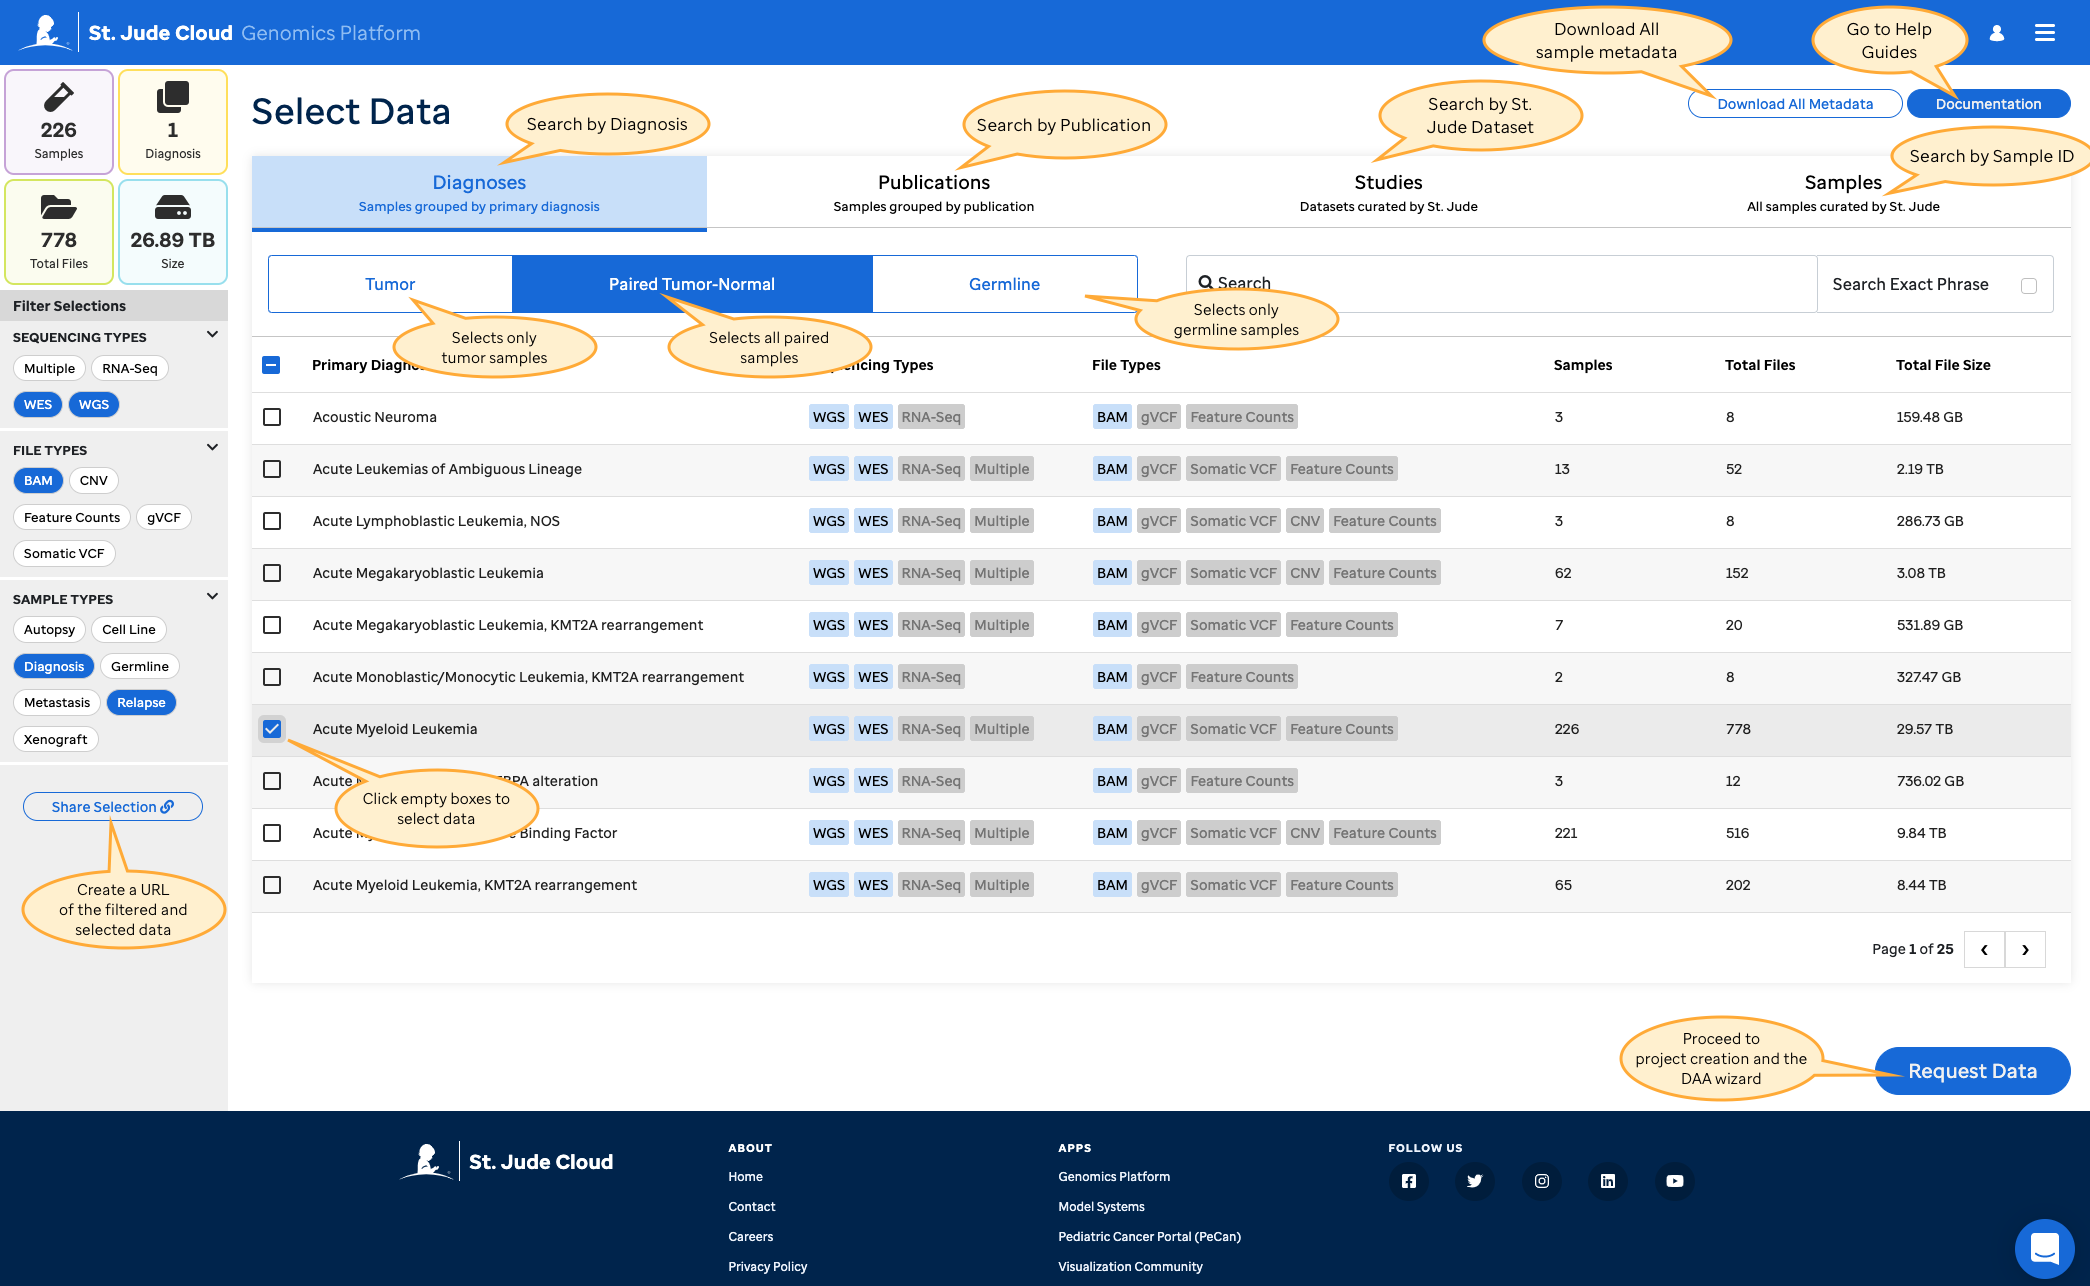 St. Jude Cloud Genomics Platform
Download All
sample metadata
Go to Help
Guides
226
Samples
1
Diagnosis
778
Total Files
26.89 TB
Size
Select Data
Search by Diagnosis
Search by Publication
Search by St.
Jude Dataset
Download All Metadata
Documentation
Search by Sample ID
Diagnoses
Samples grouped by primary diagnosis
Publications
Samples grouped by publication
Studies
Datasets curated by St. Jude
Samples
All samples curated by St. Jude
Filter Selections
SEQUENCING TYPES
Multiple RNA-Seq
WES WGS
FILE TYPES
BAM CNV
Feature Counts gVCF
Somatic VCF
SAMPLE TYPES
Autopsy Cell Line
Diagnosis Germline
Metastasis Relapse
Xenograft
Share Selection
Create a URL
of the filtered and
selected data
Tumor Paired Tumor-Normal Germline
Search
Search Exact Phrase
Selects only
tumor samples
Selects all paired
samples
Selects only
germline samples
Primary File Types Samples Total Files Total File Size
Types
Acoustic Neuroma WGS WES RNA-Seq BAM gVCF Feature Counts 3 8 159.48 GB
Acute Leukemias of Ambiguous Lineage WGS WES RNA-Seq Multiple BAM gVCF Somatic VCF Feature Counts 13 52 2.19 TB
Acute Lymphoblastic Leukemia, NOS WGS WES RNA-Seq Multiple BAM gVCF Somatic VCF CNV Feature Counts 3 8 286.73 GB
Acute Megakaryoblastic Leukemia WGS WES RNA-Seq Multiple BAM gVCF Somatic VCF CNV Feature Counts 62 152 3.08 TB
Acute Megakaryoblastic Leukemia, KMT2A rearrangement WGS WES RNA-Seq Multiple BAM gVCF Somatic VCF Feature Counts 7 20 531.89 GB
Acute Monoblastic/Monocytic Leukemia, KMT2A rearrangement WGS WES RNA-Seq BAM gVCF Feature Counts 2 8 327.47 GB
Acute Myeloid Leukemia WGS WES RNA-Seq Multiple BAM gVCF Somatic VCF Feature Counts 226 778 29.57 TB
Acute alteration WGS WES RNA-Seq BAM gVCF Feature Counts 3 12 736.02 GB
Acute Binding Factor WGS WES RNA-Seq Multiple BAM gVCF Somatic VCF CNV Feature Counts 221 516 9.84 TB
Acute Myeloid Leukemia, KMT2A rearrangement WGS WES RNA-Seq Multiple BAM gVCF Somatic VCF Feature Counts 65 202 8.44 TB
Click empty boxes to
select data
Page 1 of 25
Proceed to
project creation and the
DAA wizard
Request Data
St. Jude Cloud
ABOUT
Home
Contact
Careers
Privacy Policy
APPS
Genomics Platform
Model Systems
Pediatric Cancer Portal (PeCan)
Visualization Community
FOLLOW US